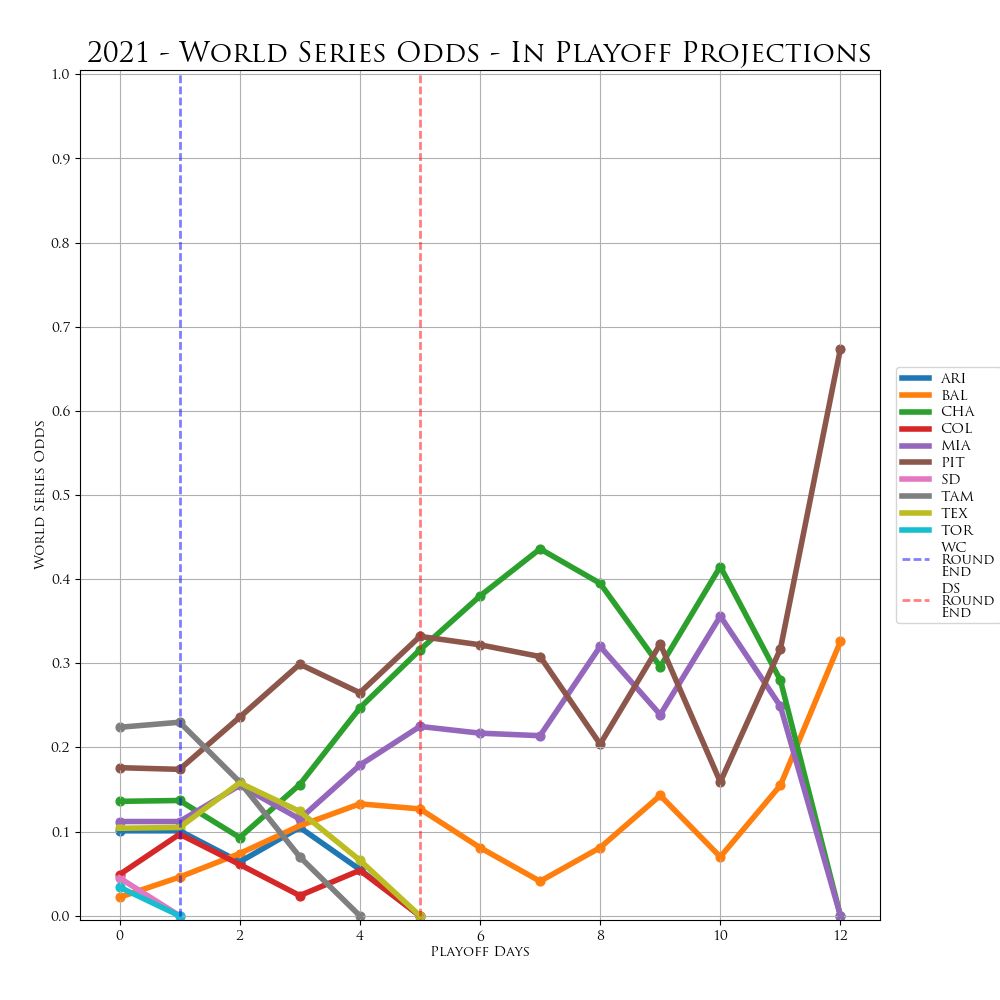 2021 - World Series Odds - In Playoff Projections
1.0
0.9
0.8
0.7
0.6
0.5
0.4
0.3
0.2
0.1
0.0
World Series Odds
0 2 4 6 8 10 12
Playoff Days
ARI
BAL
CHA
COL
MIA
PIT
SD
TAM
TEX
TOR
WC
Round
End
DS
Round
End